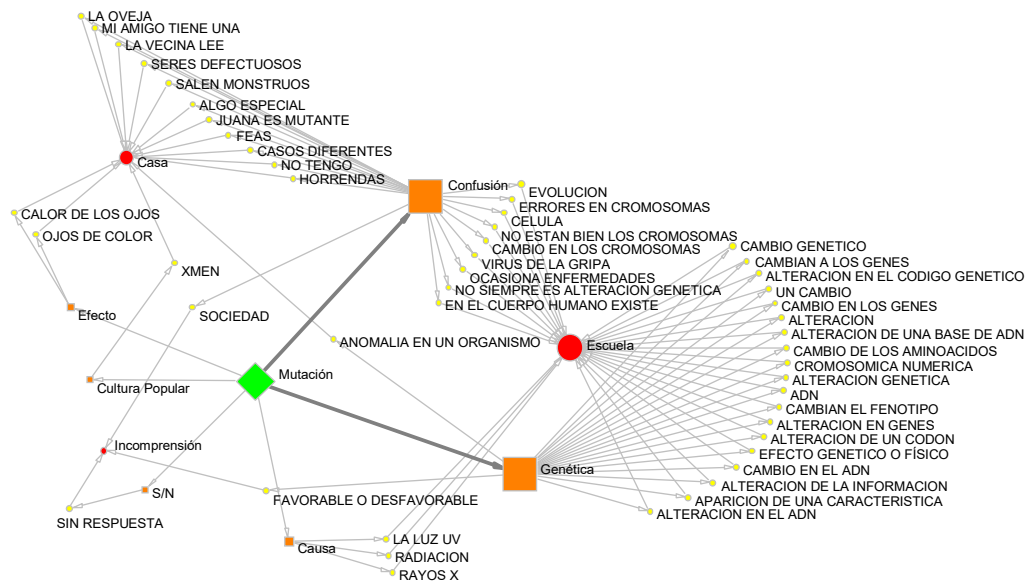 LA OVEJA
MI AMIGO TIENE UNA
LA VECINA LEE
SERES DEFECTUOSOS
SALEN MONSTRUOS
ALGO ESPECIAL
JUANA ES MUTANTE
FEAS
CASOS DIFERENTES
NO TENGO
HORRENDAS
Casa
Confusión
EVOLUCION
ERRORES EN CROMOSOMAS
CELULA
NO ESTAN BIEN LOS CROMOSOMAS
CAMBIO EN LOS CROMOSOMAS
VIRUS DE LA GRIPA
OCASIONA ENFERMEDADES
NO SIEMPRE ES ALTERACION GENETICA
EN EL CUERPO HUMANO EXISTE
CALOR DE LOS OJOS
OJOS DE COLOR
XMEN
Efecto
SOCIEDAD
ANOMALIA EN UN ORGANISMO
Escuela
Mutación
Cultura Popular
Incomprensión
S/N
SIN RESPUESTA
FAVORABLE O DESFAVORABLE
Genética
Causa
LA LUZ UV
RADIACION
RAYOS X
CAMBIO GENETICO
CAMBIAN A LOS GENES
ALTERACION EN EL CODIGO GENETICO
UN CAMBIO
CAMBIO EN LOS GENES
ALTERACION
ALTERACION DE UNA BASE DE ADN
CAMBIO DE LOS AMINOACIDOS
CROMOSOMICA NUMERICA
ALTERACION GENETICA
ADN
CAMBIAN EL FENOTIPO
ALTERACION EN GENES
ALTERACION DE UN CODON
EFECTO GENETICO O FÍSICO
CAMBIO EN EL ADN
ALTERACION DE LA INFORMACION
APARICION DE UNA CARACTERISTICA
ALTERACION EN EL ADN